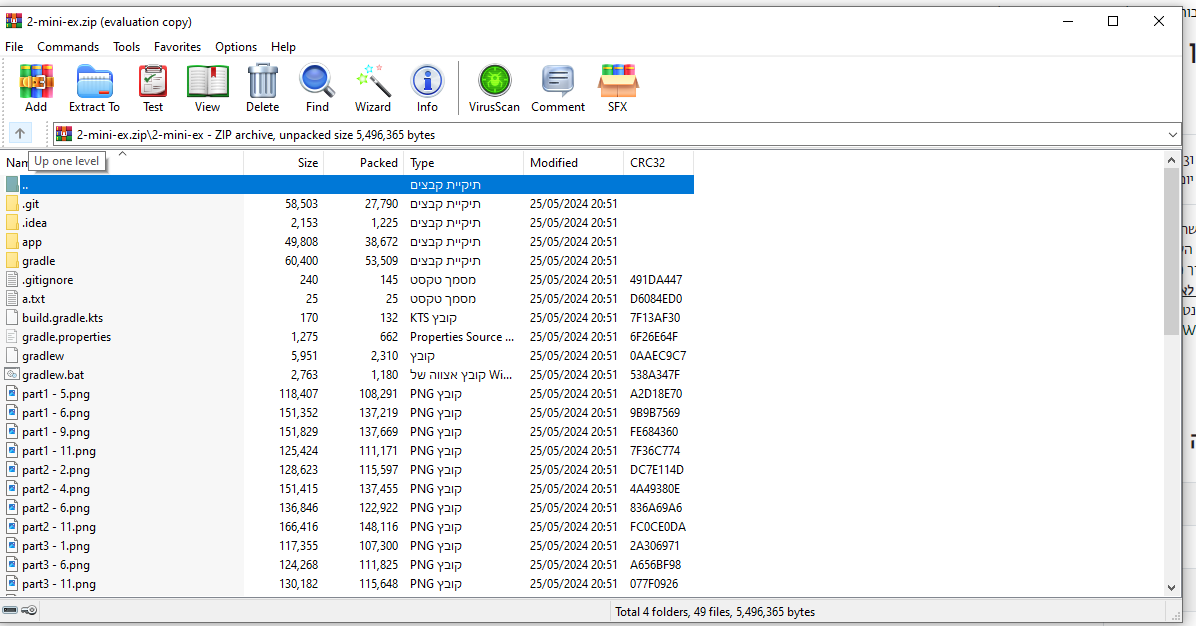 2-mini-ex.zip (evaluation copy)
File Commands Tools Favorites Options Help
Add Extract To Test View Delete Find Wizard Info VirusScan Comment SFX
2-mini-ex.zip\2-mini-ex - ZIP archive, unpacked size 5,496,365 bytes
Up one level
Size Packed Type Modified CRC32
.. תיקיית קבצים
.git 58,503 27,790 תיקיית קבצים 25/05/2024 20:51
.idea 2,153 1,225 תיקיית קבצים 25/05/2024 20:51
app 49,808 38,672 תיקיית קבצים 25/05/2024 20:51
gradle 60,400 53,509 תיקיית קבצים 25/05/2024 20:51
.gitignore 240 145 מסמך טקסט 25/05/2024 20:51 491DA447
a.txt 25 25 מסמך טקסט 25/05/2024 20:51 D6084ED0
build.gradle.kts 170 132 קובץ KTS 25/05/2024 20:51 7F13AF30
gradle.properties 1,275 662 Properties Source ... 25/05/2024 20:51 6F26E64F
gradlew 5,951 2,310 קובץ 25/05/2024 20:51 0AAEC9C7
gradlew.bat 2,763 1,180 קובץ אצווה של Wi... 25/05/2024 20:51 538A347F
part1 - 5.png 118,407 108,291 קובץ PNG 25/05/2024 20:51 A2D18E70
part1 - 6.png 151,352 137,219 קובץ PNG 25/05/2024 20:51 9B9B7569
part1 - 9.png 151,829 137,669 קובץ PNG 25/05/2024 20:51 FE684360
part1 - 11.png 125,424 111,171 קובץ PNG 25/05/2024 20:51 7F36C774
part2 - 2.png 128,623 115,597 קובץ PNG 25/05/2024 20:51 DC7E114D
part2 - 4.png 151,415 137,455 קובץ PNG 25/05/2024 20:51 4A49380E
part2 - 6.png 136,846 122,922 קובץ PNG 25/05/2024 20:51 836A69A6
part2 - 11.png 166,416 148,116 קובץ PNG 25/05/2024 20:51 FC0CE0DA
part3 - 1.png 117,355 107,300 קובץ PNG 25/05/2024 20:51 2A306971
part3 - 6.png 124,268 111,825 קובץ PNG 25/05/2024 20:51 A656BF98
part3 - 11.png 130,182 115,648 קובץ PNG 25/05/2024 20:51 077F0926
Total 4 folders, 49 files, 5,496,365 bytes